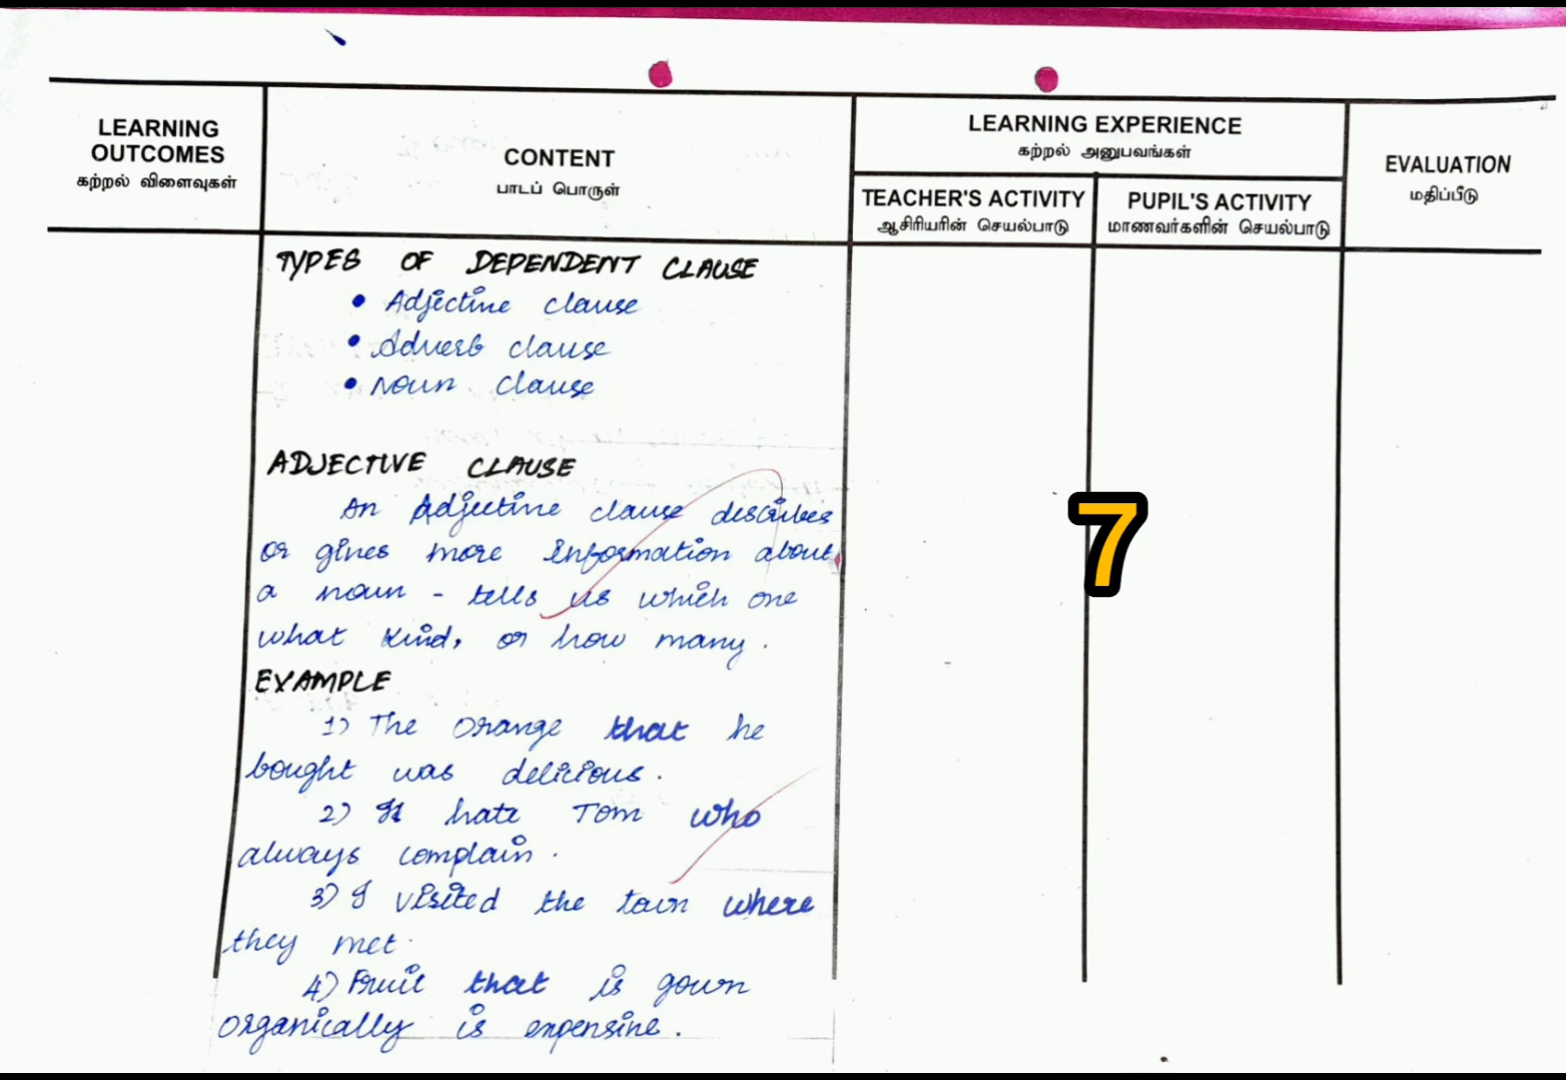 LEARNING
OUTCOMES
கற்றல் விளைவுகள்
CONTENT
பாடப் பொருள்
LEARNING EXPERIENCE
கற்றல் அனுபவங்கள்
TEACHER'S ACTIVITY
ஆசிரியரின் செயல்பாடு
PUPIL'S ACTIVITY
மாணவர்களின் செயல்பாடு
EVALUATION
மதிப்பீடு
TYPES OF DEPENDENT CLAUSE
• Adjective clause
• Adverb clause
• Noun clause
ADJECTIVE CLAUSE
An Adjective clause describes
or gives more information about
a noun - tells us which one
what kind, or how many.
EXAMPLE
1) The orange that he
bought was delicious.
2) I hate Tom who
always complain.
3) I visited the town where
they met.
4) Fruit that is gown
organically is expensive.
7